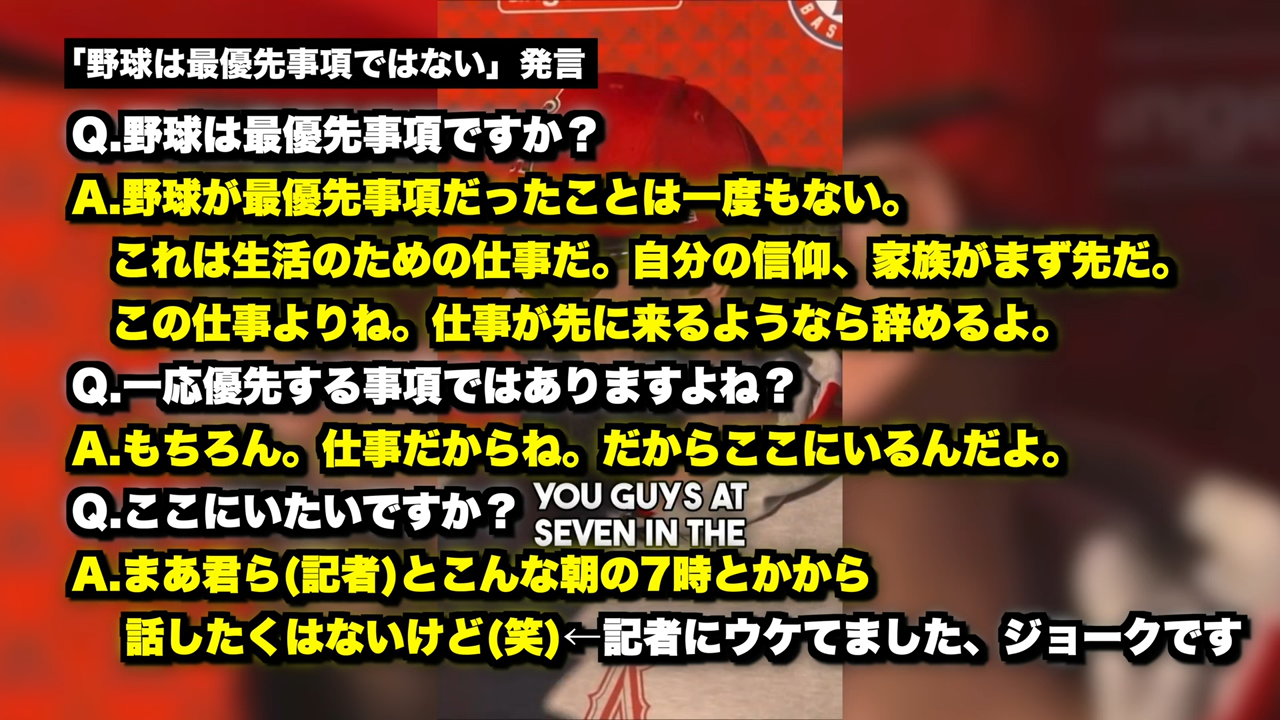 「野球は最優先事項ではない」発言
Q.野球は最優先事項ですか？
A.野球が最優先事項だったことは一度もない。
これは生活のための仕事だ。自分の信仰、家族がまず先だ。
この仕事よりね。仕事が先に来るようなら辞めるよ。
Q.一応優先する事項ではありますよね？
A.もちろん。仕事だからね。だからここにいるんだよ。
Q.ここにいたいですか？
YOU GUYS AT
SEVEN IN THE
A.まあ君ら(記者)とこんな朝の7時とかから
話したくはないけど(笑)←記者にウケてました、ジョークです